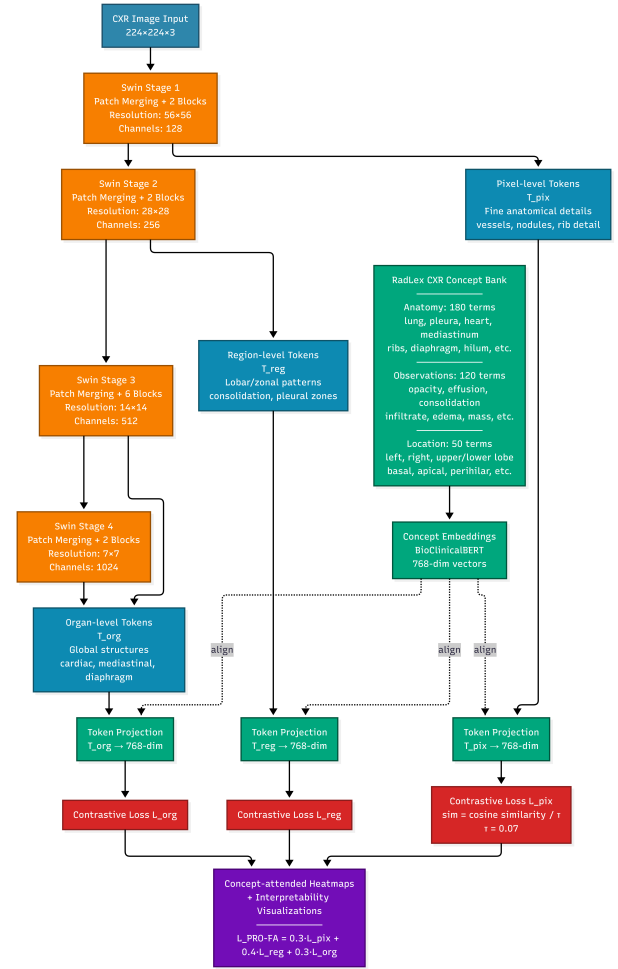 CXR Image Input
224×224×3
Swin Stage 1
Patch Merging + 2 Blocks
Resolution: 56×56
Channels: 128
Swin Stage 2
Patch Merging + 2 Blocks
Resolution: 28×28
Channels: 256
Pixel-level Tokens
T_pix
Fine anatomical details
vessels, nodules, rib detail
RadLex CXR Concept Bank
Anatomy: 180 terms
lung, pleura, heart,
mediastinum
ribs, diaphragm, hilum, etc.
Observations: 120 terms
opacity, effusion,
consolidation
infiltrate, edema, mass, etc.
Location: 50 terms
left, right, upper/lower lobe
basal, apical, perihilar, etc.
Region-level Tokens
T_reg
Lobar/zonal patterns
consolidation, pleural zones
Swin Stage 3
Patch Merging + 6 Blocks
Resolution: 14×14
Channels: 512
Swin Stage 4
Patch Merging + 2 Blocks
Resolution: 7×7
Channels: 1024
Concept Embeddings
BioClinicalBERT
768-dim vectors
Organ-level Tokens
T_org
Global structures
cardiac, mediastinal,
diaphragm
align
align
align
Token Projection
T_org → 768-dim
Token Projection
T_reg → 768-dim
Token Projection
T_pix → 768-dim
Contrastive Loss L_org
Contrastive Loss L_reg
Contrastive Loss L_pix
sim = cosine similarity / τ
τ = 0.07
Concept-attended Heatmaps
+ Interpretability
Visualizations
L_PRO-FA = 0.3·L_pix +
0.4·L_reg + 0.3·L_org